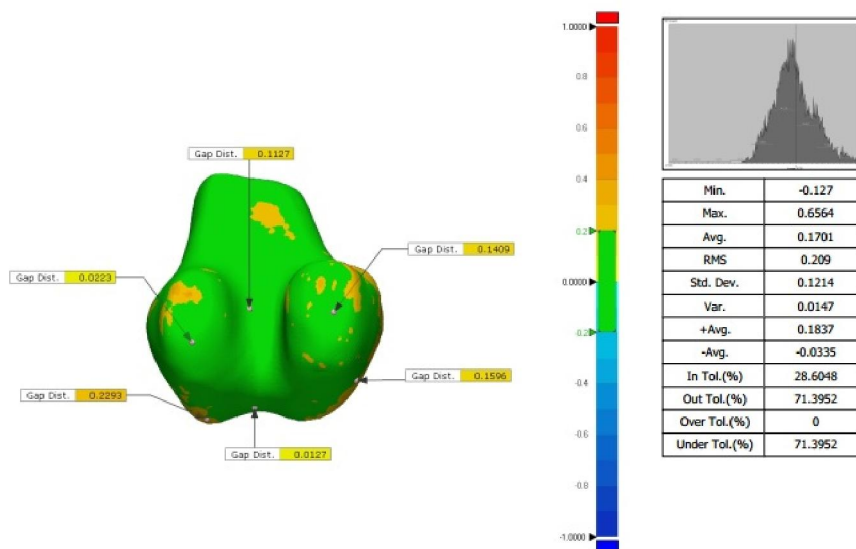 Gap Dist. 0.1127
Gap Dist. 0.1409
Gap Dist. 0.0223
Gap Dist. 0.1596
Gap Dist. 0.2293
Gap Dist. 0.0127
1.0000
0.8
0.6
0.4
0.2
0.0000
-0.2
-0.4
-0.6
-0.8
-1.0000
Min. -0.127
Max. 0.6564
Avg. 0.1701
RMS 0.209
Std. Dev. 0.1214
Var. 0.0147
+Avg. 0.1837
-Avg. -0.0335
In Tol.(%) 28.6048
Out Tol.(%) 71.3952
Over Tol.(%) 0
Under Tol.(%) 71.3952